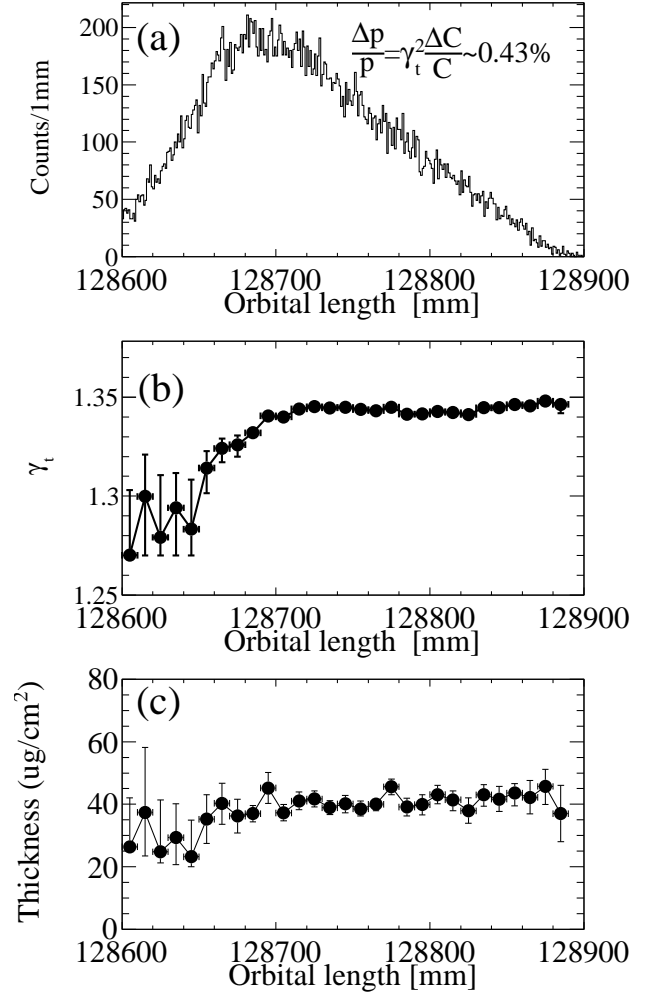 (a)
Δp/p=γt²ΔC/C~0.43%
Counts/1mm
200
150
100
50
0
128600 128700 128800 128900
Orbital length [mm]
(b)
γt
1.35
1.3
1.25
128600 128700 128800 128900
Orbital length [mm]
(c)
Thickness (ug/cm²)
80
60
40
20
0
128600 128700 128800 128900
Orbital length [mm]